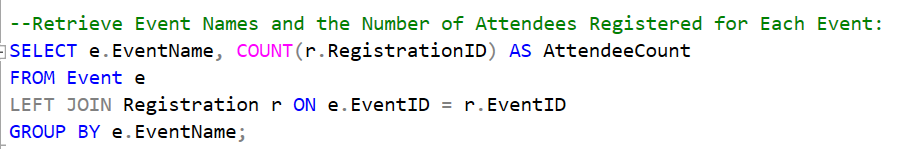 --Retrieve Event Names and the Number of Attendees Registered for Each Event:
SELECT e.EventName, COUNT(r.RegistrationID) AS AttendeeCount
FROM Event e
LEFT JOIN Registration r ON e.EventID = r.EventID
GROUP BY e.EventName;